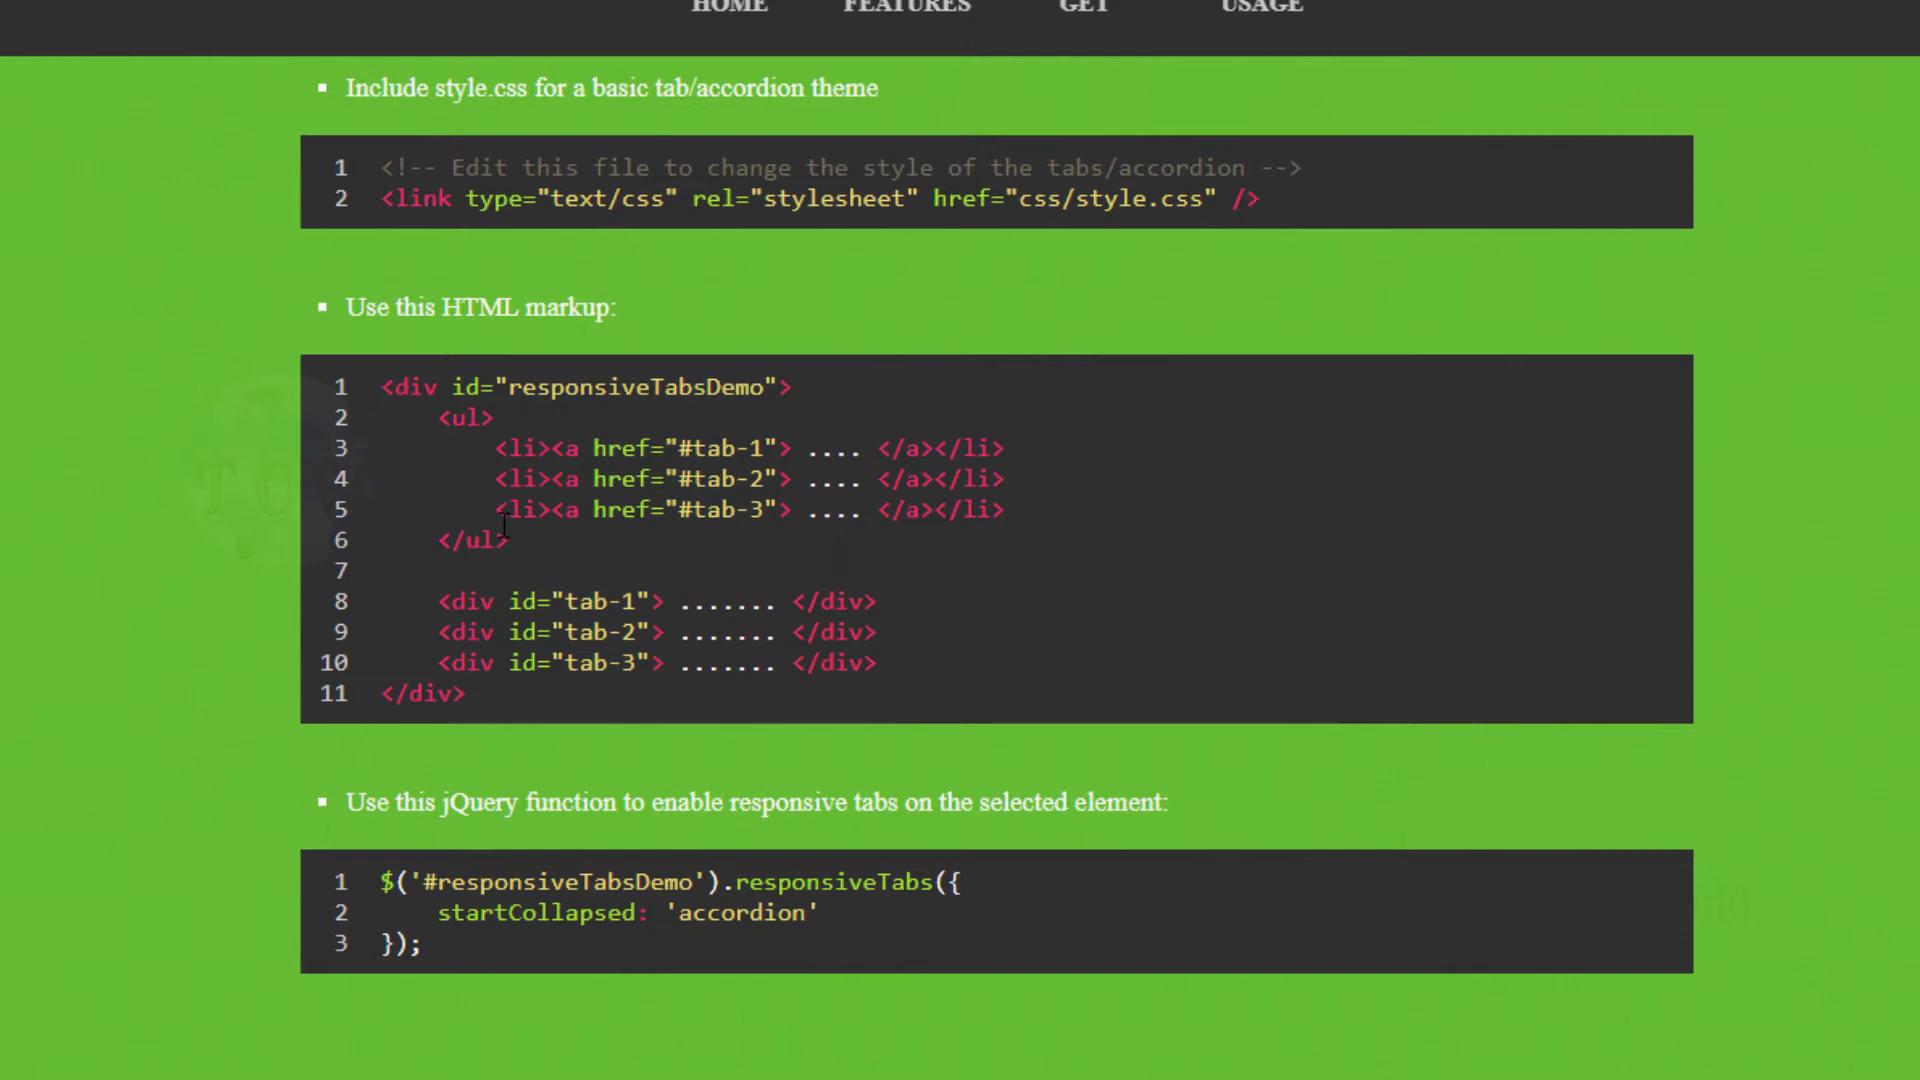 HOME FEATURES GET USAGE
▪ Include style.css for a basic tab/accordion theme
1 <!-- Edit this file to change the style of the tabs/accordion -->
2 <link type="text/css" rel="stylesheet" href="css/style.css" />
▪ Use this HTML markup:
1 <div id="responsiveTabsDemo">
2     <ul>
3         <li><a href="#tab-1"> .... </a></li>
4         <li><a href="#tab-2"> .... </a></li>
5         <li><a href="#tab-3"> .... </a></li>
6     </ul>
7
8     <div id="tab-1"> ....... </div>
9     <div id="tab-2"> ....... </div>
10     <div id="tab-3"> ....... </div>
11 </div>
▪ Use this jQuery function to enable responsive tabs on the selected element:
1 $('#responsiveTabsDemo').responsiveTabs({
2     startCollapsed: 'accordion'
3 });